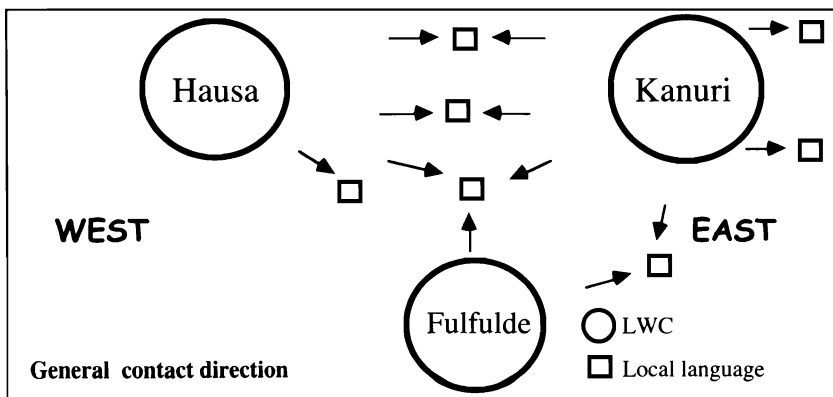 Hausa
Kanuri
WEST
EAST
Fulfulde
LWC
Local language
General contact direction